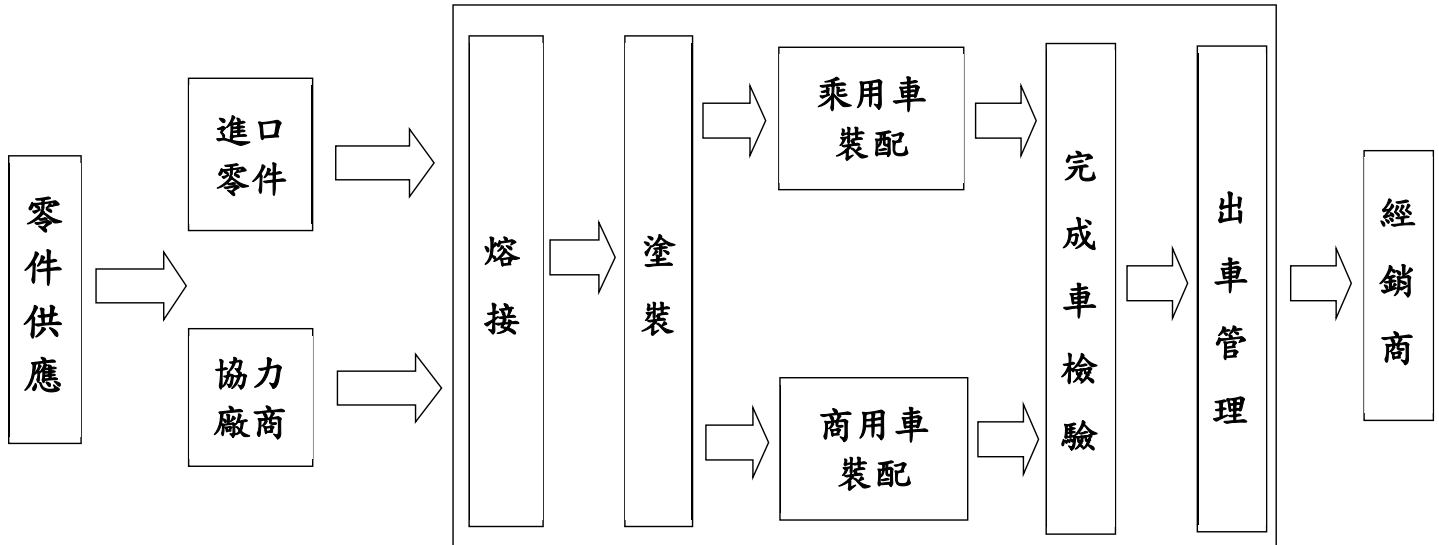 零件供應
進口
零件
協力
廠商
熔接
塗裝
乘用車
裝配
商用車
裝配
完成車檢驗
出車管理
經銷商